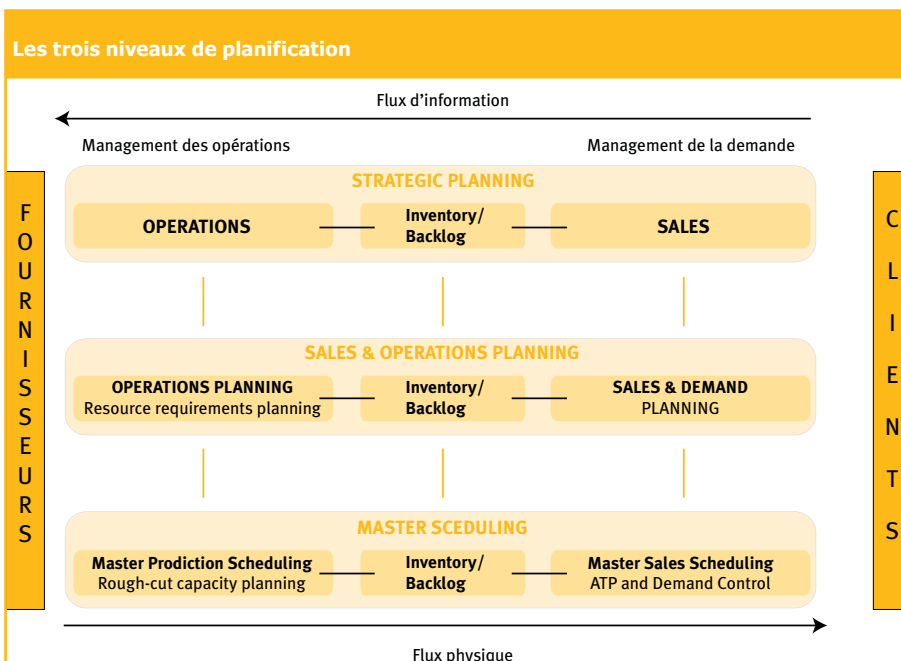 Les trois niveaux de planification
Flux d'information
Management des opérations
Management de la demande
FOURNISSEURS
STRATEGIC PLANNING
OPERATIONS
Inventory/
Backlog
SALES
SALES & OPERATIONS PLANNING
OPERATIONS PLANNING
Resource requirements planning
Inventory/
Backlog
SALES & DEMAND
PLANNING
MASTER SCEDULING
Master Prodiction Scheduling
Rough-cut capacity planning
Inventory/
Backlog
Master Sales Scheduling
ATP and Demand Control
CLIENTS
Flux physique